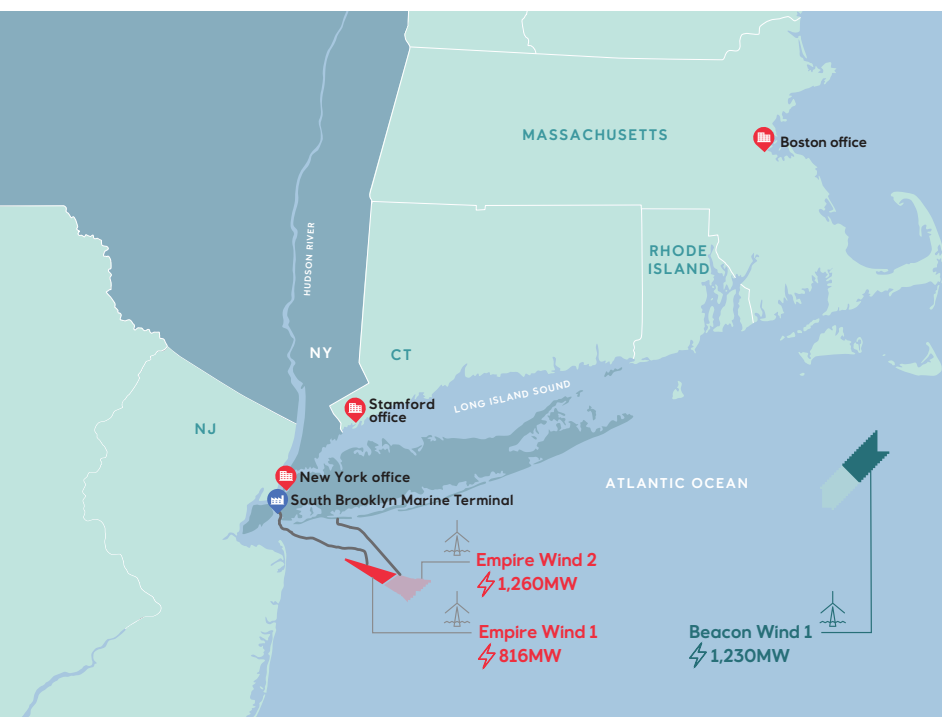 MASSACHUSETTS
Boston office
HUDSON RIVER
RHODE
ISLAND
NY
CT
LONG ISLAND SOUND
Stamford
office
NJ
New York office
ATLANTIC OCEAN
South Brooklyn Marine Terminal
Empire Wind 2
1,260MW
Empire Wind 1
816MW
Beacon Wind 1
1,230MW